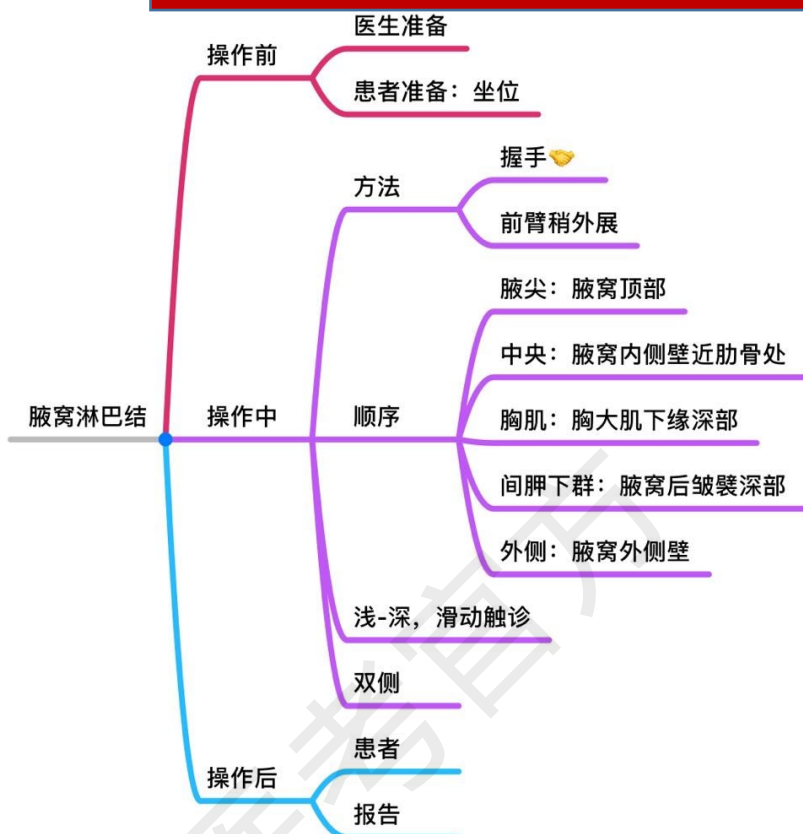 医生准备
操作前
患者准备：坐位
握手🤝
方法
前臂稍外展
腋尖：腋窝顶部
中央：腋窝内侧壁近肋骨处
腋窝淋巴结
操作中
顺序
胸肌：胸大肌下缘深部
间胛下群：腋窝后皱襞深部
外侧：腋窝外侧壁
浅-深，滑动触诊
双侧
患者
操作后
报告
医考官方